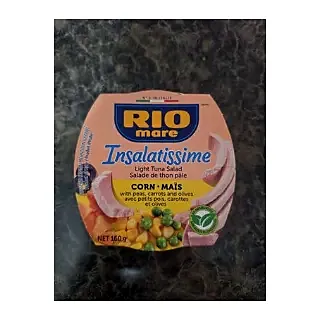 RIO
mare
Insalatissime
Light Tuna Salad
Salade de thon pâle
CORN • MAÏS
with peas, carrots and olives
avec petits pois, carottes
et olives
NET 160 g